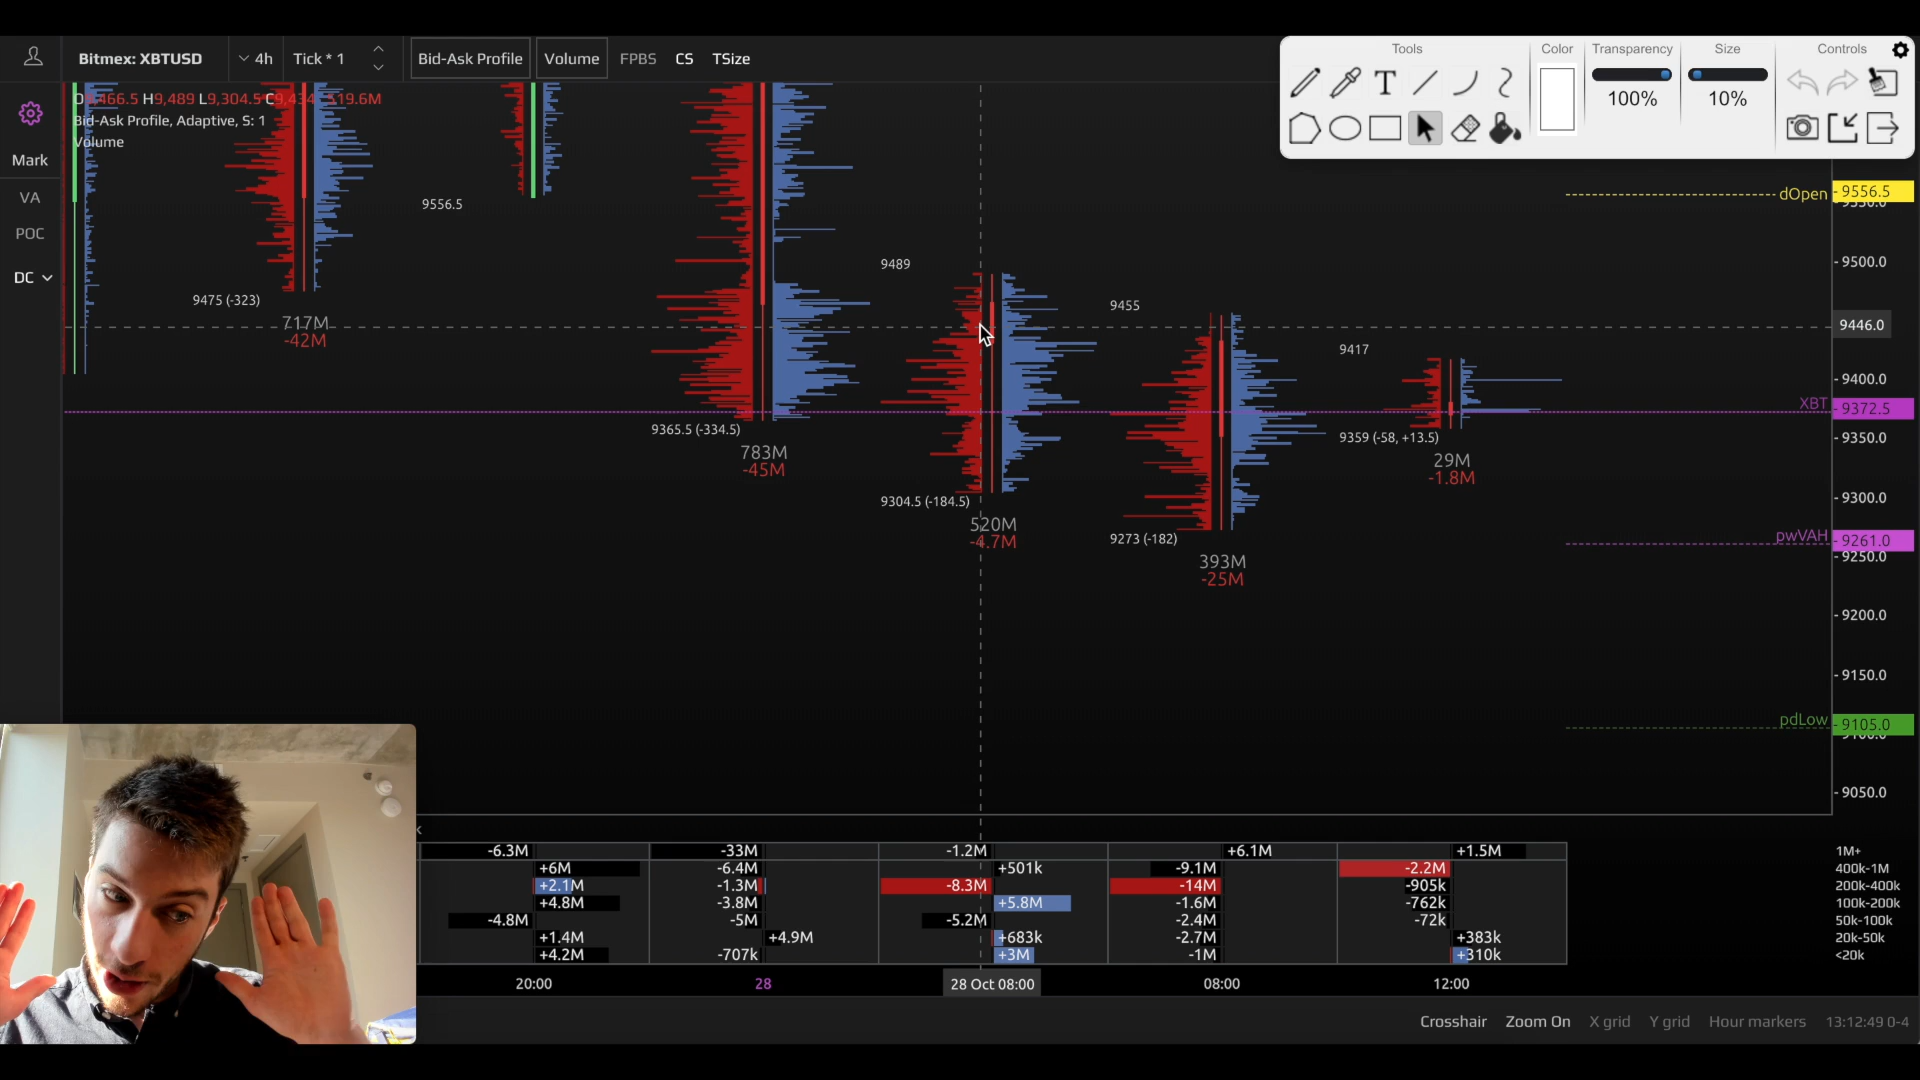 Bitmex: XBTUSD
4h
Tick * 1
Bid-Ask Profile
Volume
FPBS
CS
TSize
Tools
Color
Transparency
Size
Controls
100%
10%
H9,489 L9,304.5
Bid-Ask Profile, Adaptive, S: 1
Volume
Mark
VA
POC
DC
9475 (-323)
717M
-42M
9556.5
9365.5 (-334.5)
783M
-45M
9489
9304.5 (-184.5)
520M
-4.7M
9455
9273 (-182)
393M
-25M
9417
9359 (-58, +13.5)
29M
-1.8M
dOpen
9556.5
9500.0
9446.0
9400.0
XBT
9372.5
9350.0
9300.0
pwVAH
9261.0
9250.0
9200.0
9150.0
pdLow
9105.0
9050.0
-6.3M -33M -1.2M +6.1M +1.5M 1M+
+6M -6.4M +501k -9.1M -2.2M 400k-1M
+2.1M -1.3M -8.3M -14M -905k 200k-400k
+4.8M -3.8M +5.8M -1.6M -762k 100k-200k
-4.8M -5M -5.2M -2.4M -72k 50k-100k
+1.4M +4.9M +683k -2.7M +383k 20k-50k
+4.2M -707k +3M -1M +310k <20k
20:00 28 28 Oct 08:00 08:00 12:00
Crosshair Zoom On X grid Y grid Hour markers 13:12:49 0-4